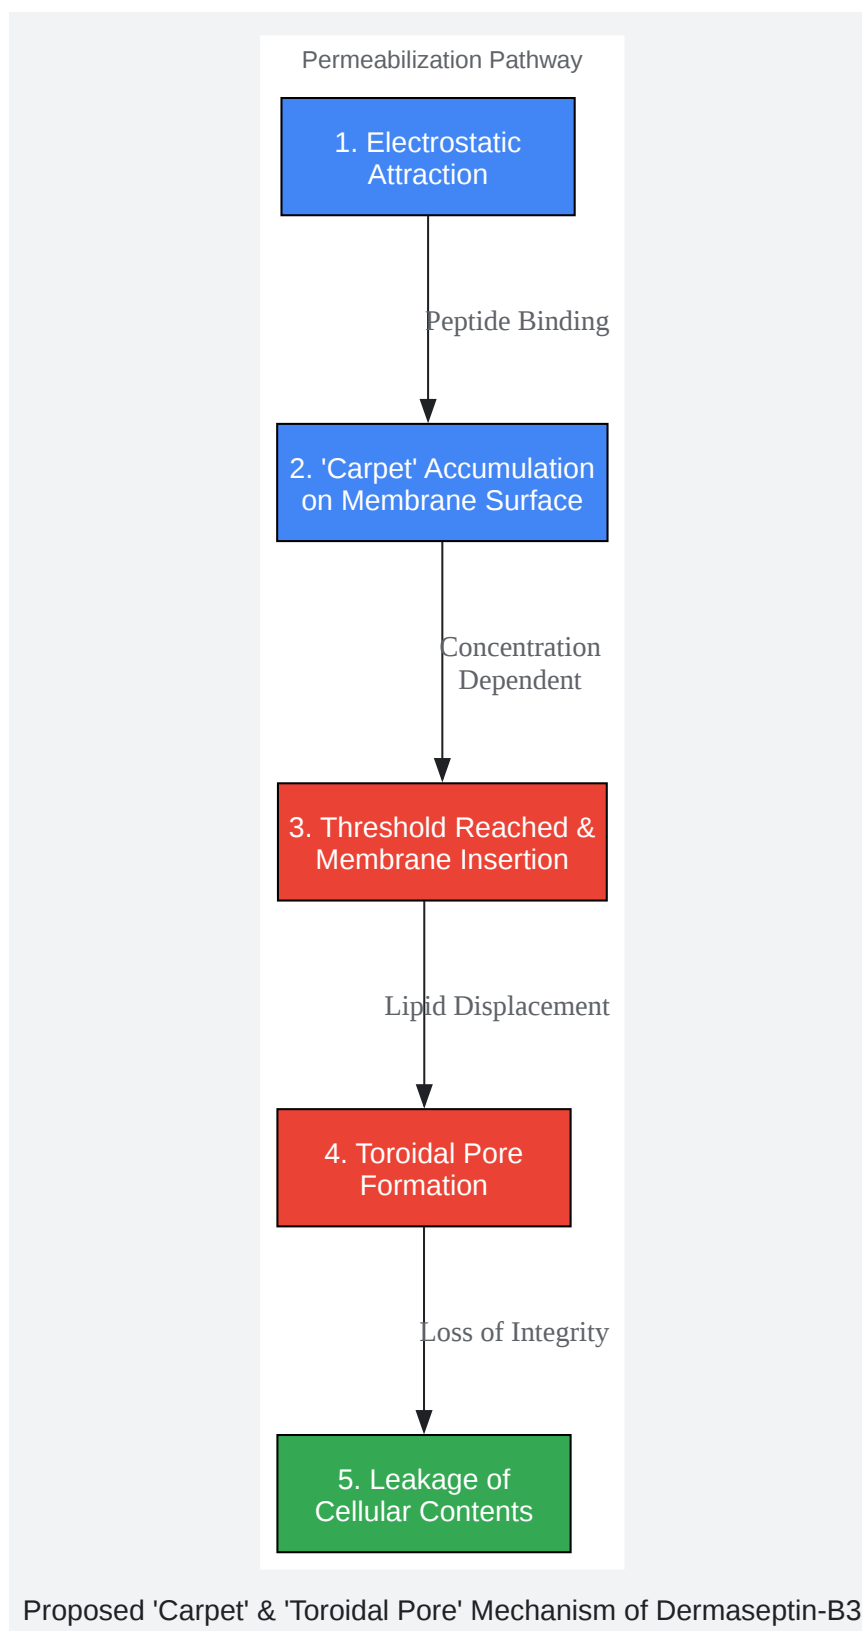 Permeabilization Pathway
1. Electrostatic
Attraction
Peptide Binding
2. 'Carpet' Accumulation
on Membrane Surface
Concentration
Dependent
3. Threshold Reached &
Membrane Insertion
Lipid Displacement
4. Toroidal Pore
Formation
Loss of Integrity
5. Leakage of
Cellular Contents
Proposed 'Carpet' & 'Toroidal Pore' Mechanism of Dermaseptin-B3